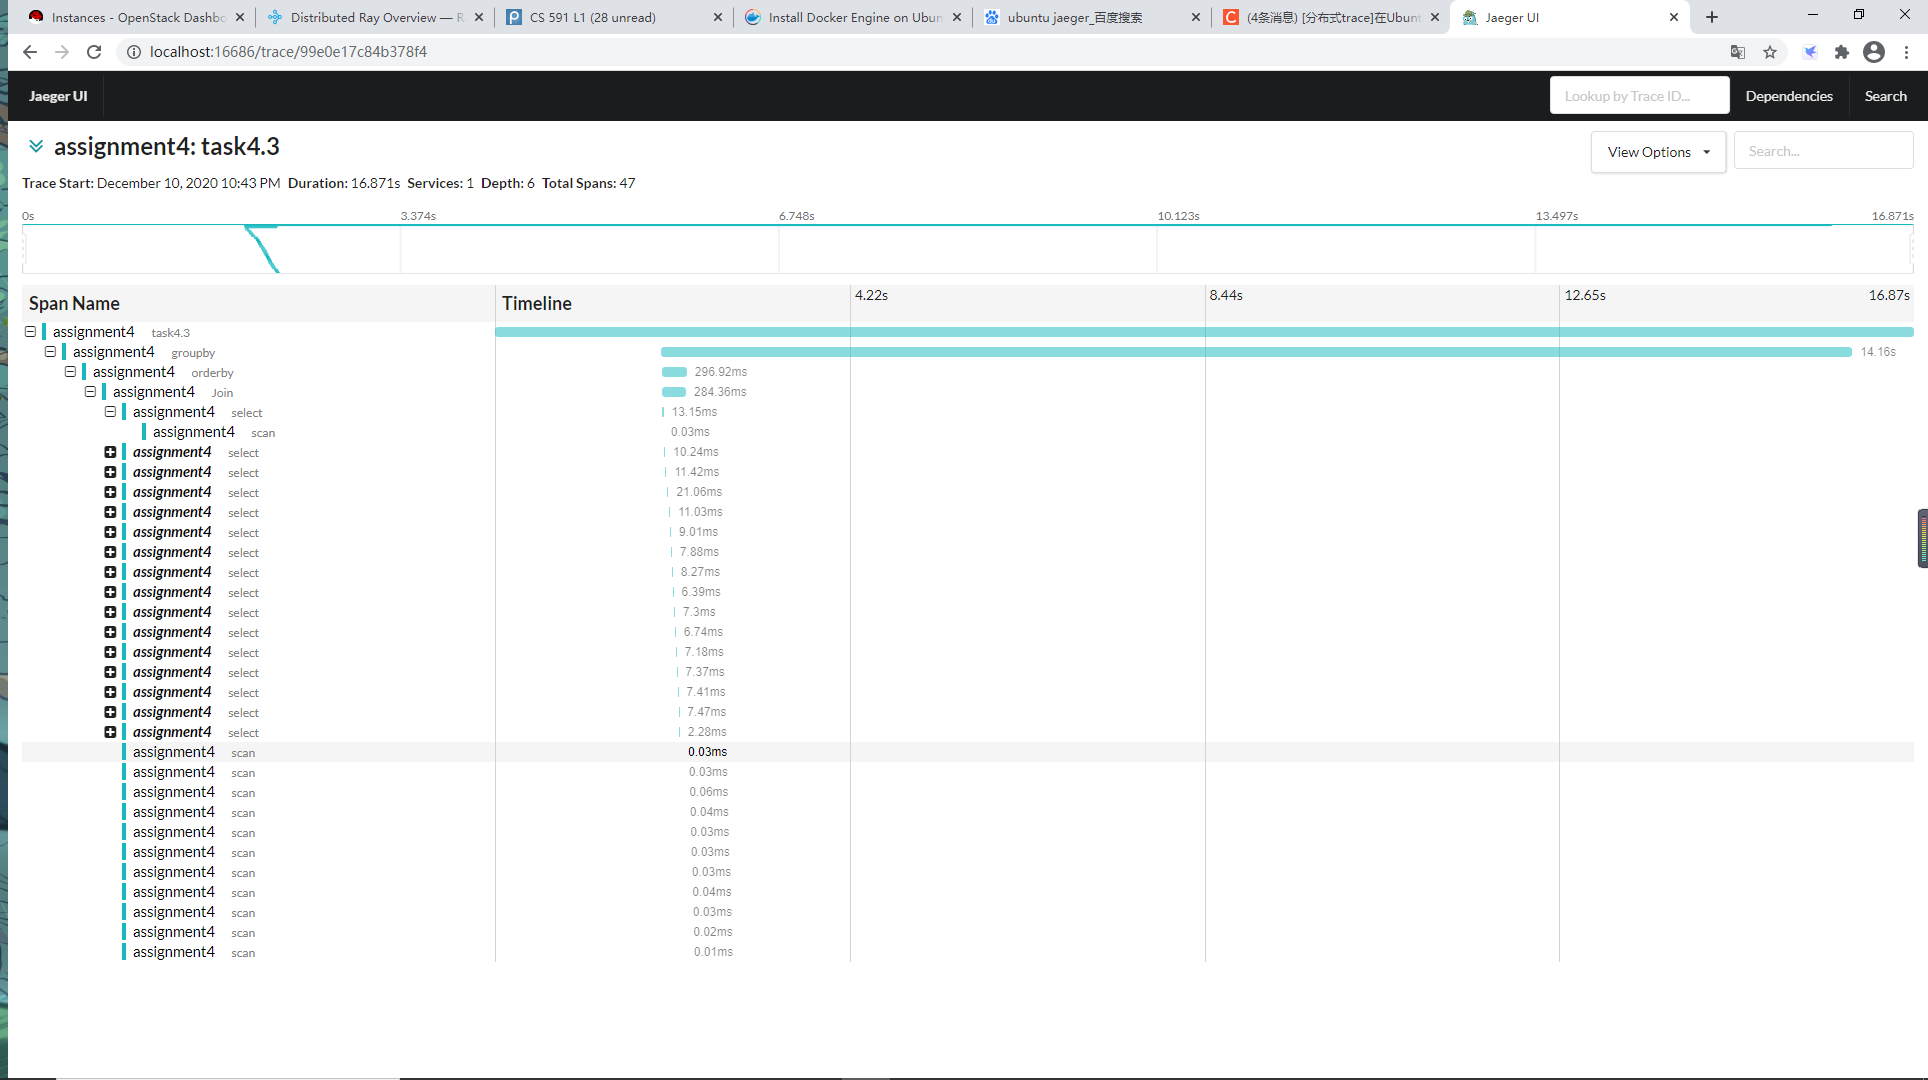 Instances - OpenStack Dashbo
Distributed Ray Overview — R
CS 591 L1 (28 unread)
Install Docker Engine on Ubun
ubuntu jaeger_百度搜索
(4条消息) [分布式trace]在Ubunt
Jaeger UI
localhost:16686/trace/99e0e17c84b378f4
Jaeger UI
Lookup by Trace ID...
Dependencies
Search
assignment4: task4.3
View Options
Search...
Trace Start: December 10, 2020 10:43 PM Duration: 16.871s Services: 1 Depth: 6 Total Spans: 47
0s 3.374s 6.748s 10.123s 13.497s 16.871s
Span Name Timeline 4.22s 8.44s 12.65s 16.87s
assignment4 task4.3
assignment4 groupby 14.16s
assignment4 orderby 296.92ms
assignment4 Join 284.36ms
assignment4 select 13.15ms
assignment4 scan 0.03ms
assignment4 select 10.24ms
assignment4 select 11.42ms
assignment4 select 21.06ms
assignment4 select 11.03ms
assignment4 select 9.01ms
assignment4 select 7.88ms
assignment4 select 8.27ms
assignment4 select 6.39ms
assignment4 select 7.3ms
assignment4 select 6.74ms
assignment4 select 7.18ms
assignment4 select 7.37ms
assignment4 select 7.41ms
assignment4 select 7.47ms
assignment4 select 2.28ms
assignment4 scan 0.03ms
assignment4 scan 0.03ms
assignment4 scan 0.06ms
assignment4 scan 0.04ms
assignment4 scan 0.03ms
assignment4 scan 0.03ms
assignment4 scan 0.03ms
assignment4 scan 0.04ms
assignment4 scan 0.03ms
assignment4 scan 0.02ms
assignment4 scan 0.01ms